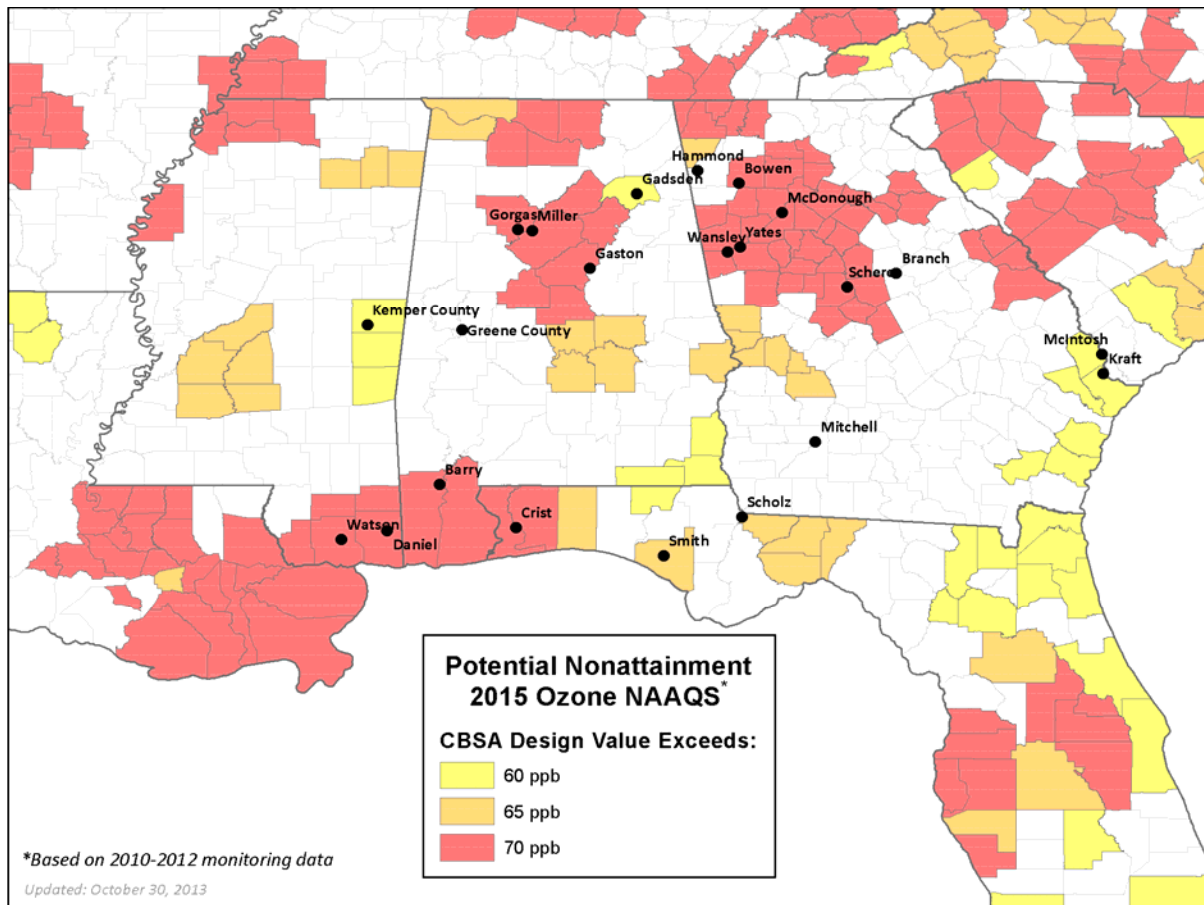 Hammond
Bowen
Gadsden
McDonough
Gorgas
Miller
Wansley
Yates
Gaston
Branch
Scherer
Kemper County
Greene County
McIntosh
Kraft
Mitchell
Barry
Scholz
Watson
Crist
Daniel
Smith
Potential Nonattainment
2015 Ozone NAAQS*
CBSA Design Value Exceeds:
60 ppb
65 ppb
70 ppb
*Based on 2010-2012 monitoring data
Updated: October 30, 2013